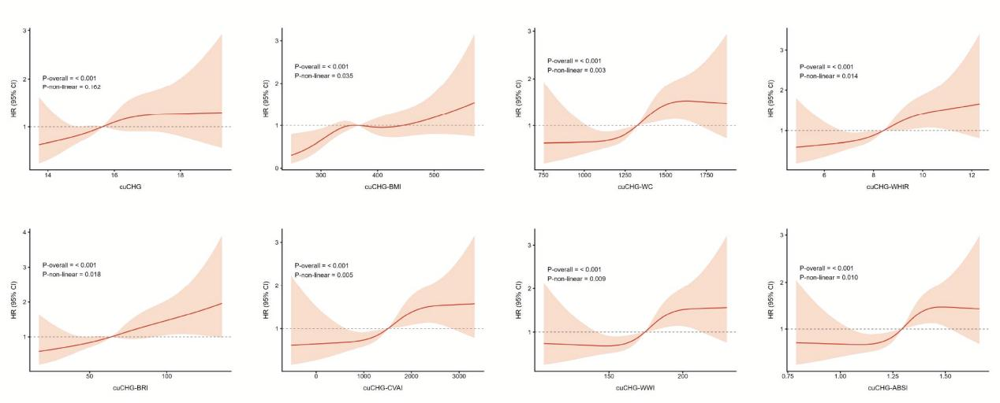 3
2
1
HR (95% CI)
P-overall = < 0.001
P-non-linear = 0.162
14 16 18
cuCHG
3
2
1
0
HR (95% CI)
P-overall = < 0.001
P-non-linear = 0.035
300 400 500
cuCHG-BMI
3
2
1
HR (95% CI)
P-overall = < 0.001
P-non-linear = 0.003
750 1000 1250 1500 1750
cuCHG-WC
3
2
1
HR (95% CI)
P-overall = < 0.001
P-non-linear = 0.014
6 8 10 12
cuCHG-WHtR
4
3
2
1
HR (95% CI)
P-overall = < 0.001
P-non-linear = 0.018
50 100
cuCHG-BRI
3
2
1
HR (95% CI)
P-overall = < 0.001
P-non-linear = 0.005
0 1000 2000 3000
cuCHG-CVAI
3
2
1
HR (95% CI)
P-overall = < 0.001
P-non-linear = 0.009
150 200
cuCHG-WWI
3
2
1
HR (95% CI)
P-overall = < 0.001
P-non-linear = 0.010
0.75 1.00 1.25 1.50
cuCHG-ABSI